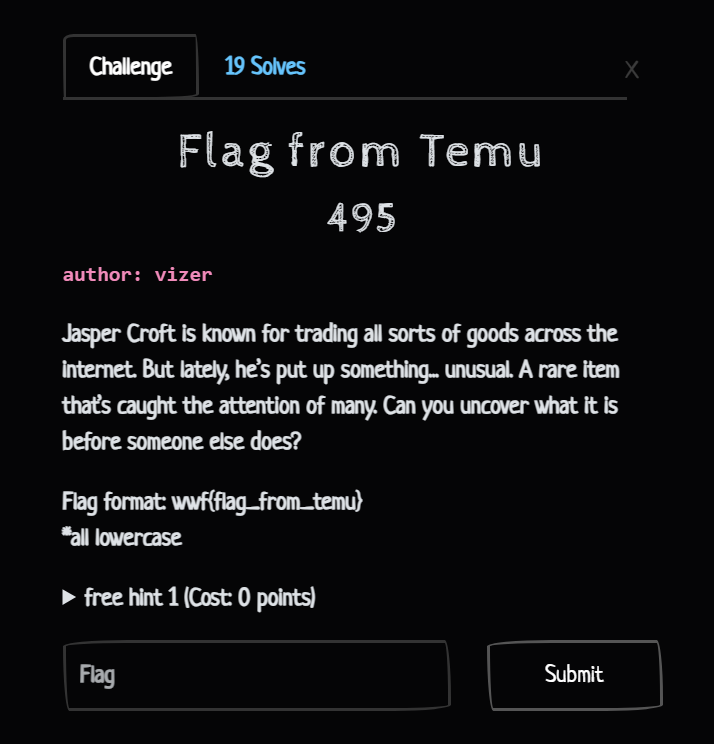 Challenge
19 Solves
X
Flag from Temu
495
author: vizer
Jasper Croft is known for trading all sorts of goods across the
internet. But lately, he's put up something... unusual. A rare item
that's caught the attention of many. Can you uncover what it is
before someone else does?
Flag format: wwf{flag_from_temu}
*all lowercase
▶ free hint 1 (Cost: 0 points)
Flag
Submit